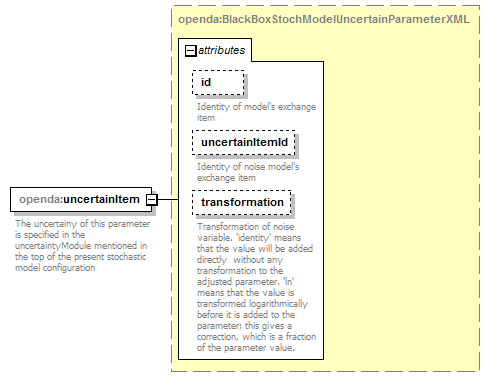 openda:BlackBoxStochModelUncertainParameterXML
attributes
id
Identity of model's exchange
item
uncertainItemId
Identity of noise model's
exchange item
transformation
Transformation of noise
variable. 'identity' means
that the value will be added
directly without any
transformation to the
adjusted parameter. 'ln'
means that the value is
transformed logarithmically
before it is added to the
parameter; this gives a
correction, which is a fraction
of the parameter value.
openda:uncertainItem
The uncertainy of this parameter
is specified in the
uncertaintyModule mentioned in
the top of the present stochastic
model configuration